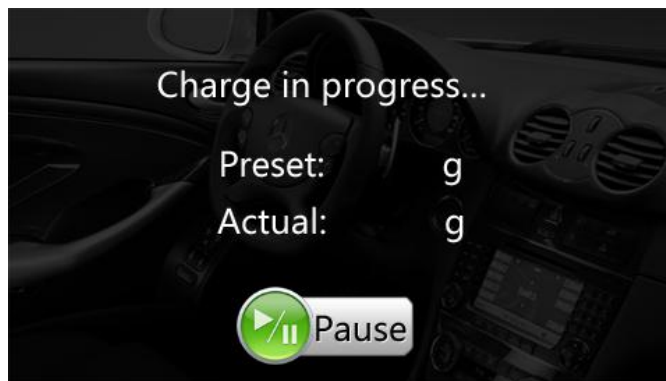 Charge in progress...
Preset: g
Actual: g
Pause